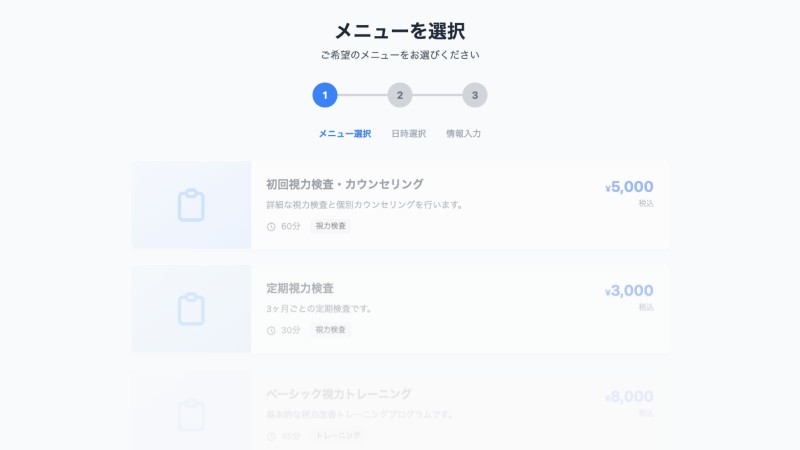 メニューを選択
ご希望のメニューをお選びください
1 2 3
メニュー選択 日時選択 情報入力
初回視力検査・カウンセリング
¥5,000
詳細な視力検査と個別カウンセリングを行います。
税込
60分 視力検査
定期視力検査
¥3,000
3ヶ月ごとの定期検査です。
税込
30分 視力検査
ベーシック視力トレーニング
¥8,000
基本的な視力改善トレーニングプログラムです。
税込
45分 トレーニング